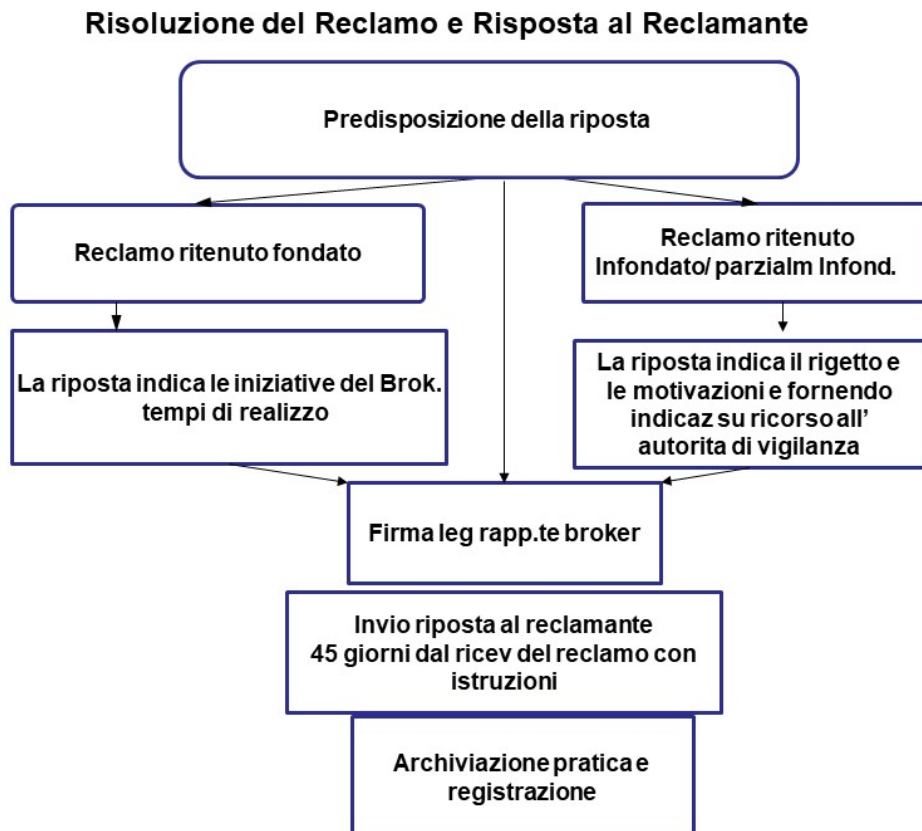 Risoluzione del Reclamo e Risposta al Reclamante
Predisposizione della riposta
Reclamo ritenuto fondato
Reclamo ritenuto
Infondato/ parzialm Infond.
La riposta indica le iniziative del Brok.
tempi di realizzo
La riposta indica il rigetto e
le motivazioni e fornendo
indicaz su ricorso all'
autorita di vigilanza
Firma leg rapp.te broker
Invio riposta al reclamante
45 giorni dal ricev del reclamo con
istruzioni
Archiviazione pratica e
registrazione